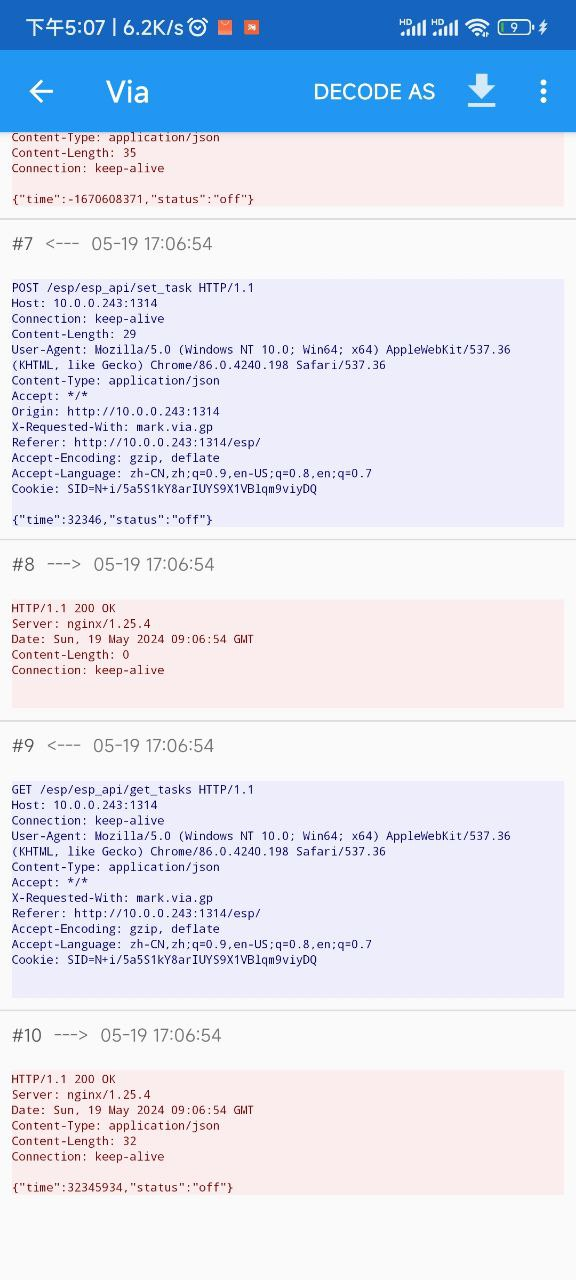 下午5:07 | 6.2K/s
HD HD 9
Via DECODE AS
Content-Type: application/json
Content-Length: 35
Connection: keep-alive
{"time":-1670608371,"status":"off"}
#7 <--- 05-19 17:06:54
POST /esp/esp_api/set_task HTTP/1.1
Host: 10.0.0.243:1314
Connection: keep-alive
Content-Length: 29
User-Agent: Mozilla/5.0 (Windows NT 10.0; Win64; x64) AppleWebKit/537.36
(KHTML, like Gecko) Chrome/86.0.4240.198 Safari/537.36
Content-Type: application/json
Accept: */*
Origin: http://10.0.0.243:1314
X-Requested-With: mark.via.gp
Referer: http://10.0.0.243:1314/esp/
Accept-Encoding: gzip, deflate
Accept-Language: zh-CN,zh;q=0.9,en-US;q=0.8,en;q=0.7
Cookie: SID=N+i/5a5S1kY8arIUYS9X1VBlqm9viyDQ
{"time":32346,"status":"off"}
#8 ---> 05-19 17:06:54
HTTP/1.1 200 OK
Server: nginx/1.25.4
Date: Sun, 19 May 2024 09:06:54 GMT
Content-Length: 0
Connection: keep-alive
#9 <--- 05-19 17:06:54
GET /esp/esp_api/get_tasks HTTP/1.1
Host: 10.0.0.243:1314
Connection: keep-alive
User-Agent: Mozilla/5.0 (Windows NT 10.0; Win64; x64) AppleWebKit/537.36
(KHTML, like Gecko) Chrome/86.0.4240.198 Safari/537.36
Content-Type: application/json
Accept: */*
X-Requested-With: mark.via.gp
Referer: http://10.0.0.243:1314/esp/
Accept-Encoding: gzip, deflate
Accept-Language: zh-CN,zh;q=0.9,en-US;q=0.8,en;q=0.7
Cookie: SID=N+i/5a5S1kY8arIUYS9X1VBlqm9viyDQ
#10 ---> 05-19 17:06:54
HTTP/1.1 200 OK
Server: nginx/1.25.4
Date: Sun, 19 May 2024 09:06:54 GMT
Content-Type: application/json
Content-Length: 32
Connection: keep-alive
{"time":32345934,"status":"off"}